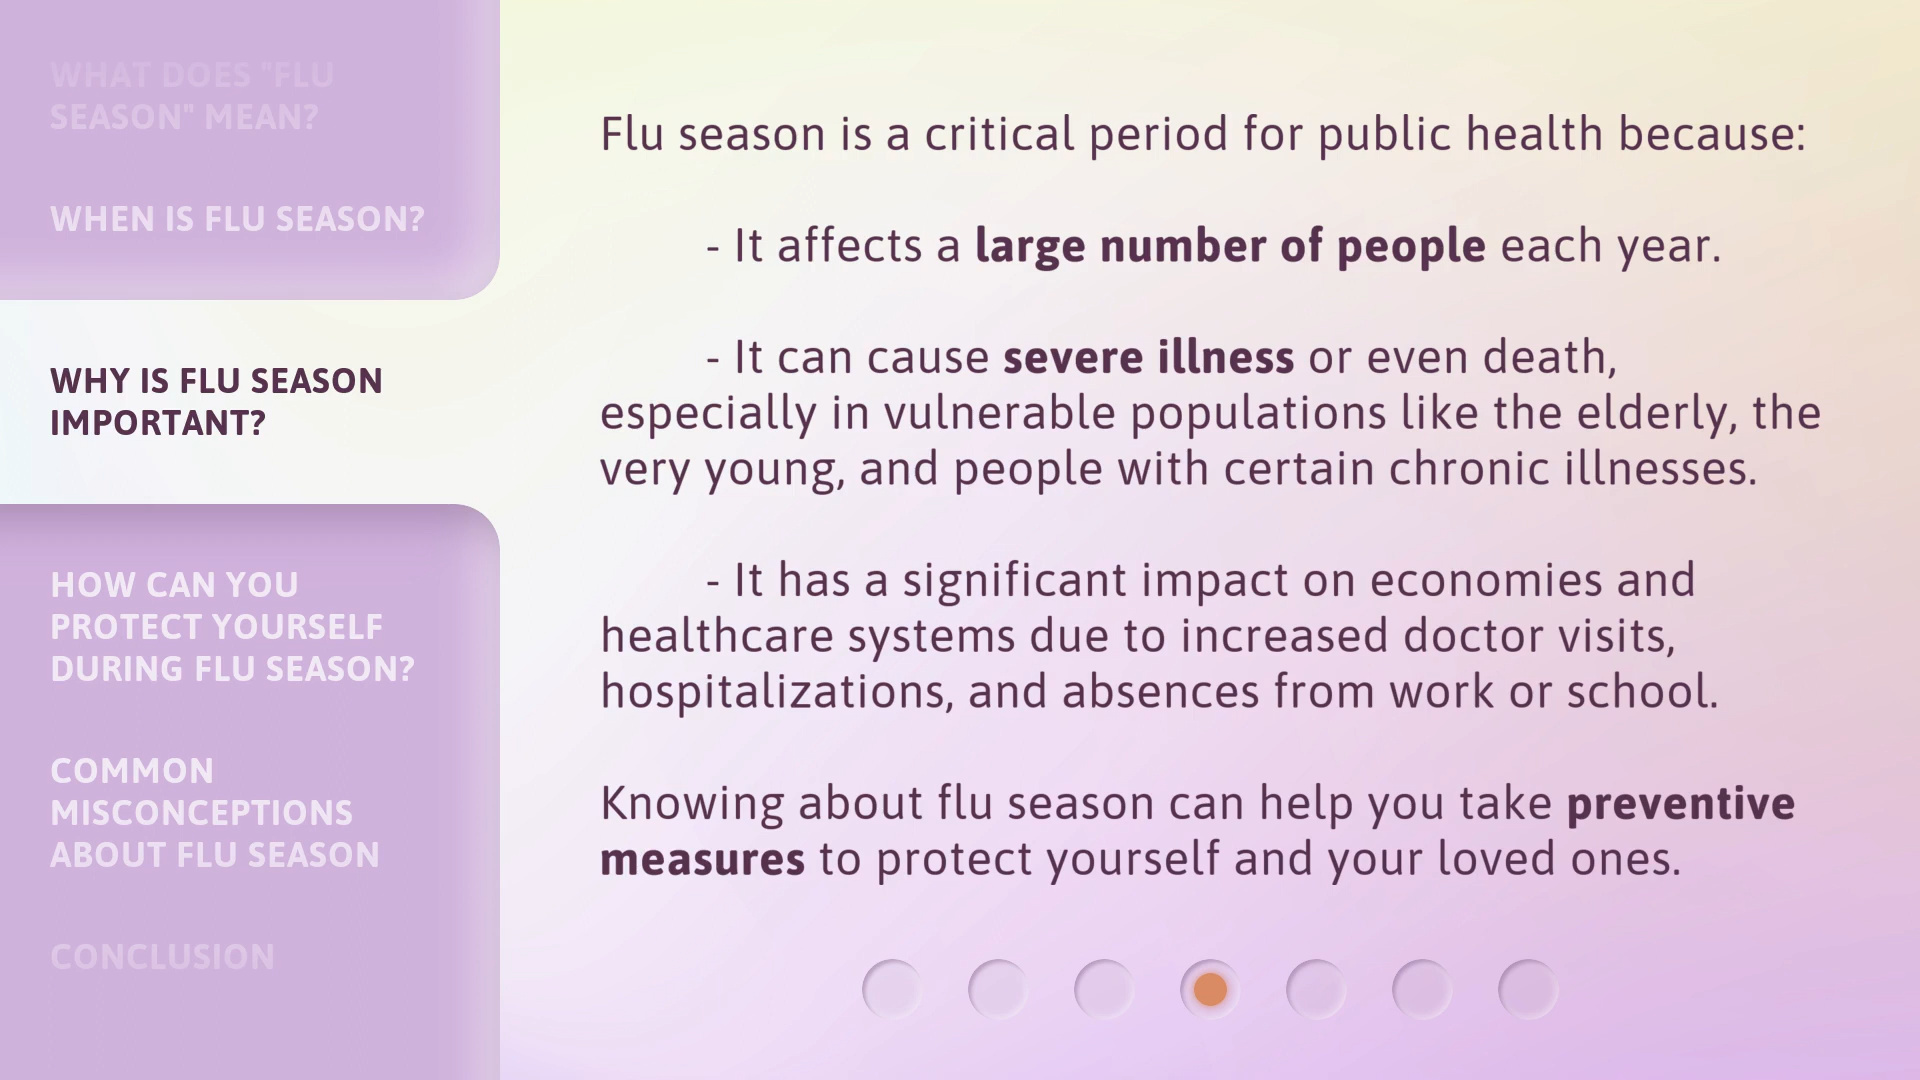 WHAT DOES "FLU
SEASON" MEAN?
WHEN IS FLU SEASON?
WHY IS FLU SEASON
IMPORTANT?
HOW CAN YOU
PROTECT YOURSELF
DURING FLU SEASON?
COMMON
MISCONCEPTIONS
ABOUT FLU SEASON
CONCLUSION
Flu season is a critical period for public health because:
- It affects a large number of people each year.
- It can cause severe illness or even death,
especially in vulnerable populations like the elderly, the
very young, and people with certain chronic illnesses.
- It has a significant impact on economies and
healthcare systems due to increased doctor visits,
hospitalizations, and absences from work or school.
Knowing about flu season can help you take preventive
measures to protect yourself and your loved ones.